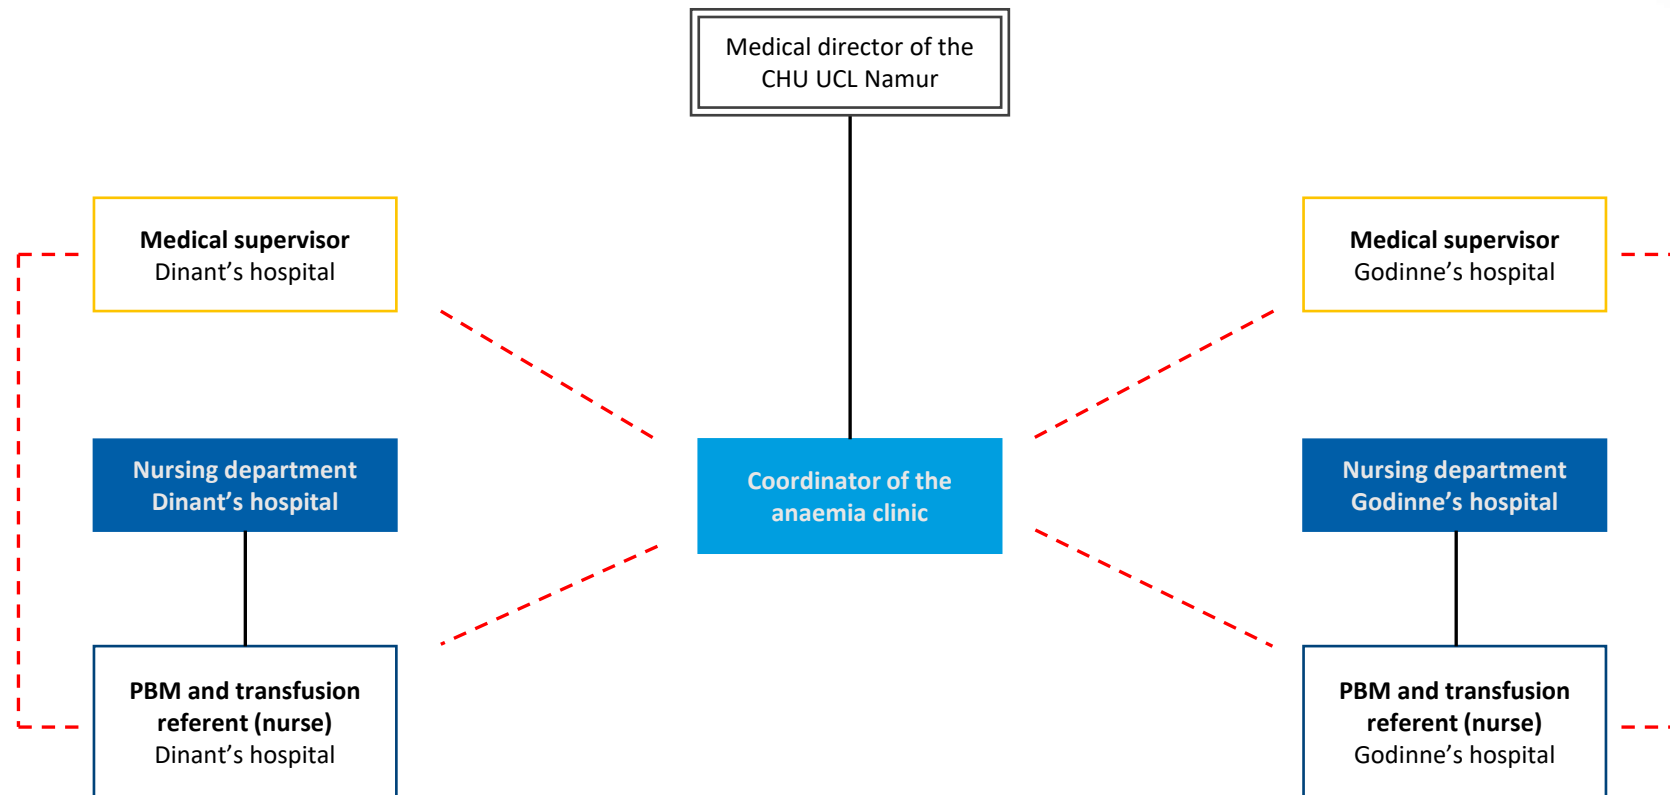 Medical director of the
CHU UCL Namur
Medical supervisor
Dinant’s hospital
Medical supervisor
Godinne’s hospital
Nursing department
Dinant’s hospital
Coordinator of the
anaemia clinic
Nursing department
Godinne’s hospital
PBM and transfusion
referent (nurse)
Dinant’s hospital
PBM and transfusion
referent (nurse)
Godinne’s hospital